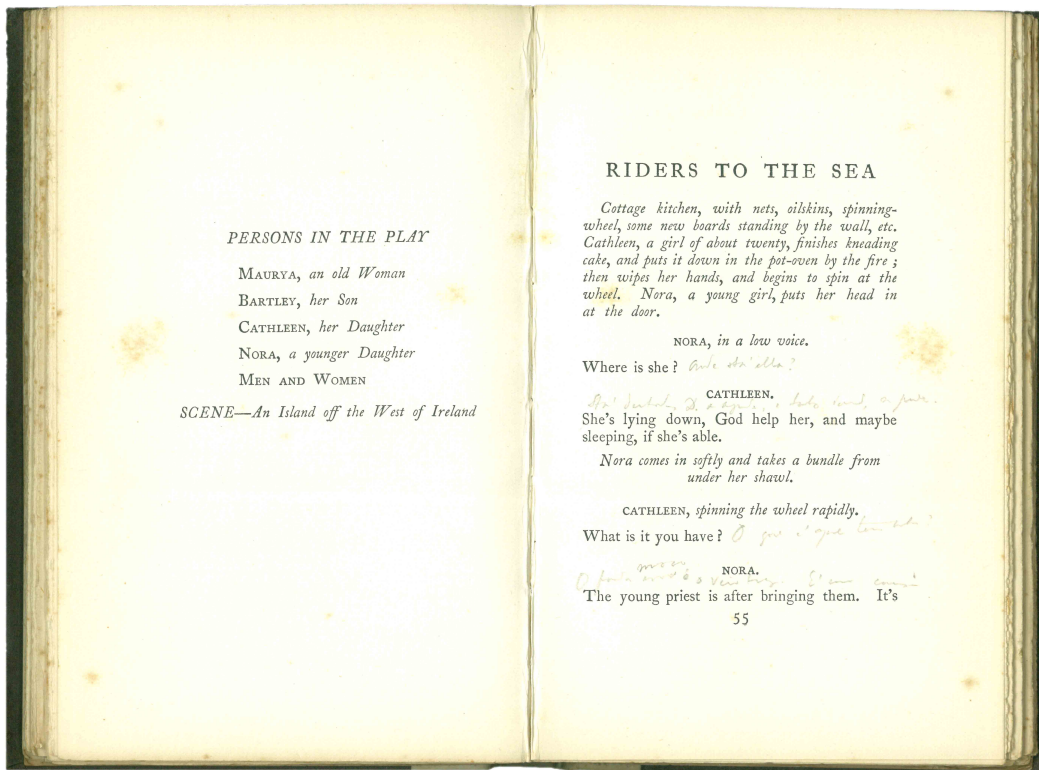 PERSONS IN THE PLAY
MAURYA, an old Woman
BARTLEY, her Son
CATHLEEN, her Daughter
NORA, a younger Daughter
MEN AND WOMEN
SCENE—An Island off the West of Ireland
RIDERS TO THE SEA
Cottage kitchen, with nets, oilskins, spinning-
wheel, some new boards standing by the wall, etc.
Cathleen, a girl of about twenty, finishes kneading
cake, and puts it down in the pot-oven by the fire ;
then wipes her hands, and begins to spin at the
wheel. Nora, a young girl, puts her head in
at the door.
NORA, in a low voice.
Where is she ?
CATHLEEN.
She's lying down, God help her, and maybe
sleeping, if she's able.
Nora comes in softly and takes a bundle from
under her shawl.
CATHLEEN, spinning the wheel rapidly.
What is it you have ?
NORA.
The young priest is after bringing them. It's
55